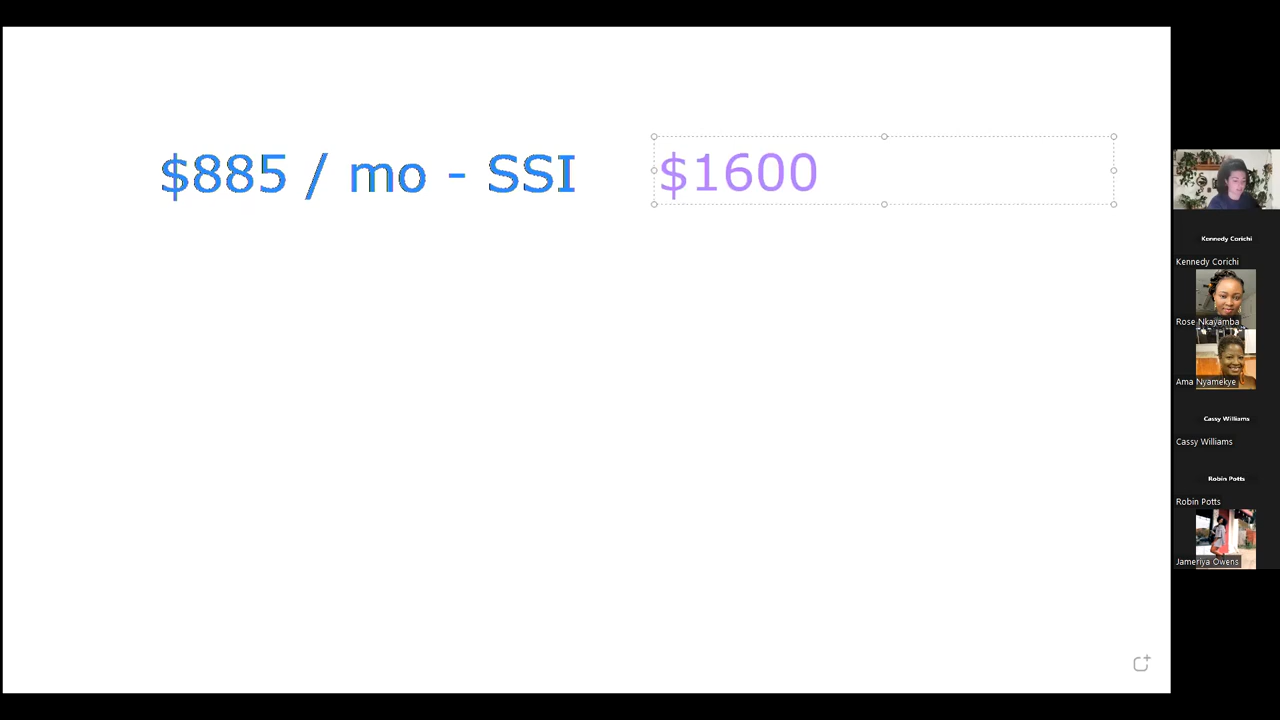 $885 / mo - SSI
$1600
Kennedy Corichi
Kennedy Corichi
Rose Nkayamba
Ama Nyamekye
Cassy Williams
Cassy Williams
Robin Potts
Robin Potts
Jameriya Owens